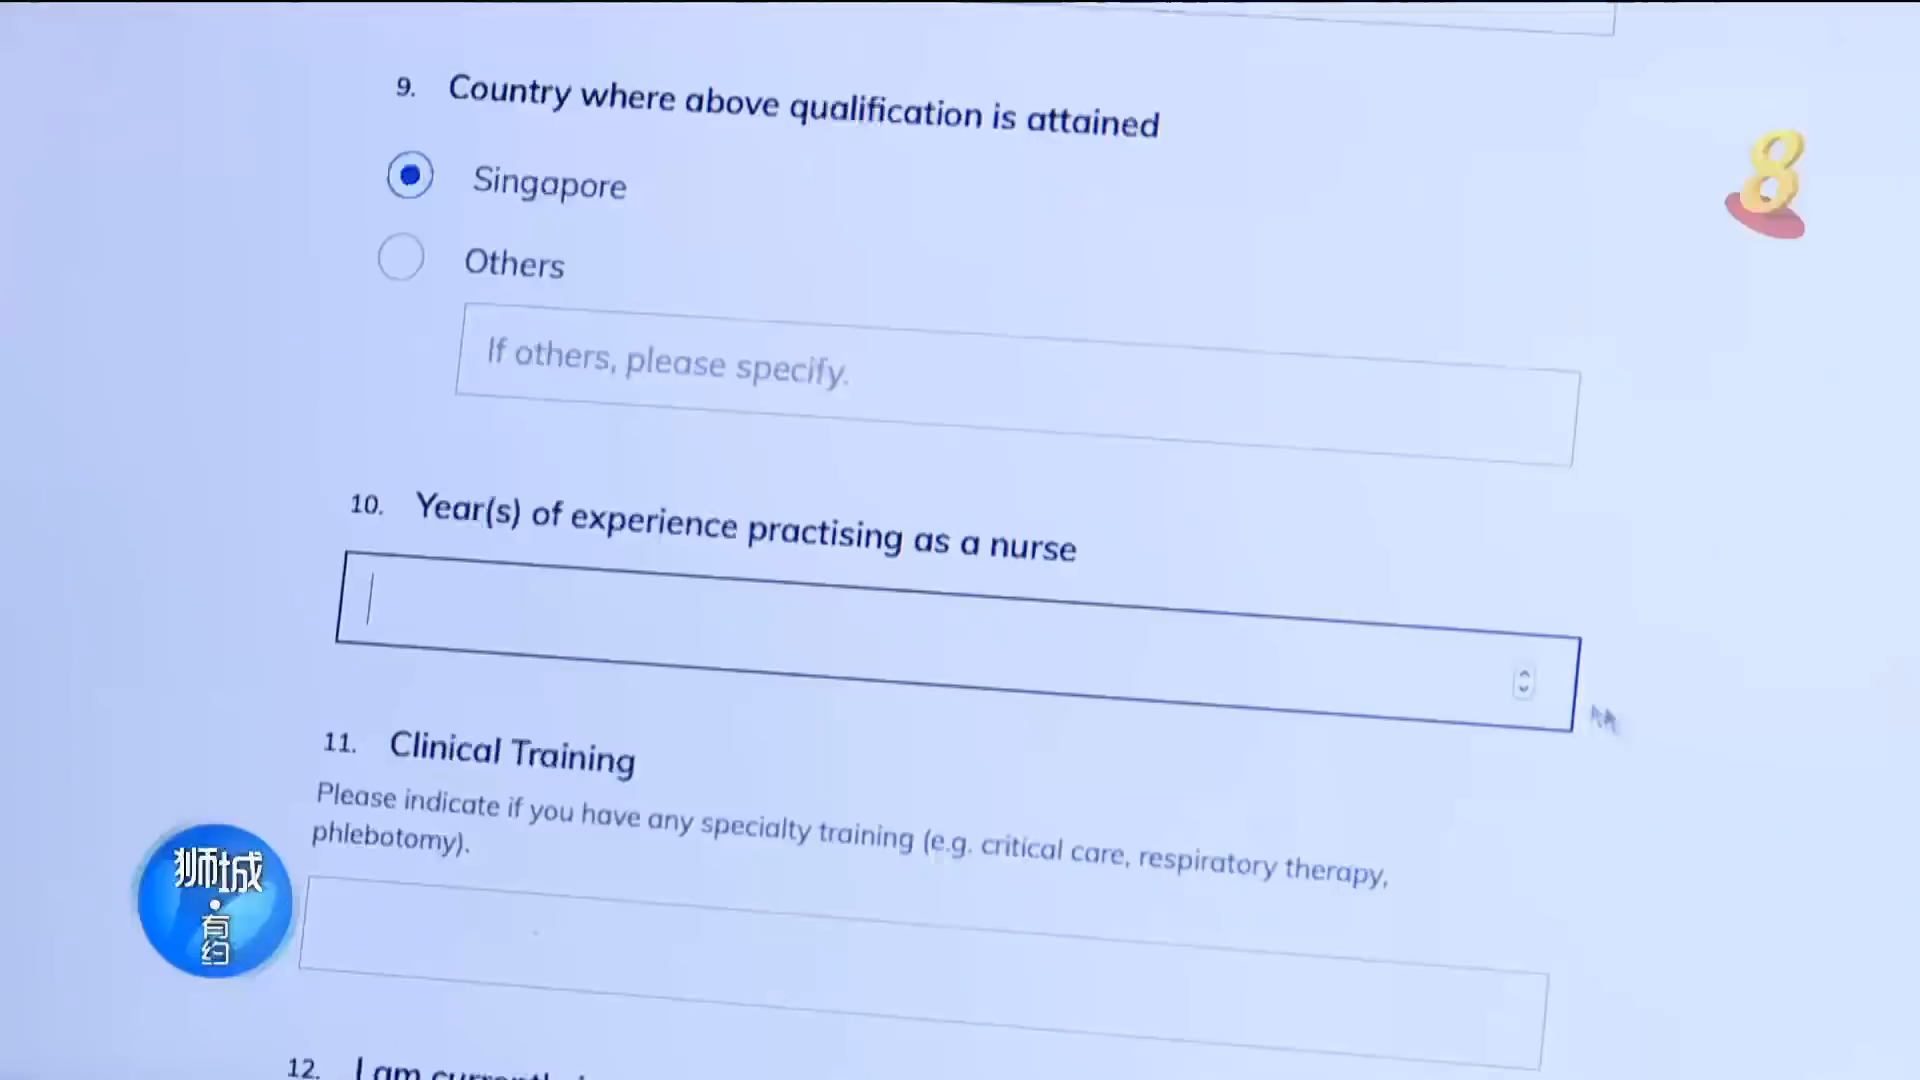 9. Country where above qualification is attained
Singapore
Others
If others, please specify.
10. Year(s) of experience practising as a nurse
11. Clinical Training
Please indicate if you have any specialty training (e.g. critical care, respiratory therapy,
phlebotomy).
12. I am currently
8
狮城
有
约